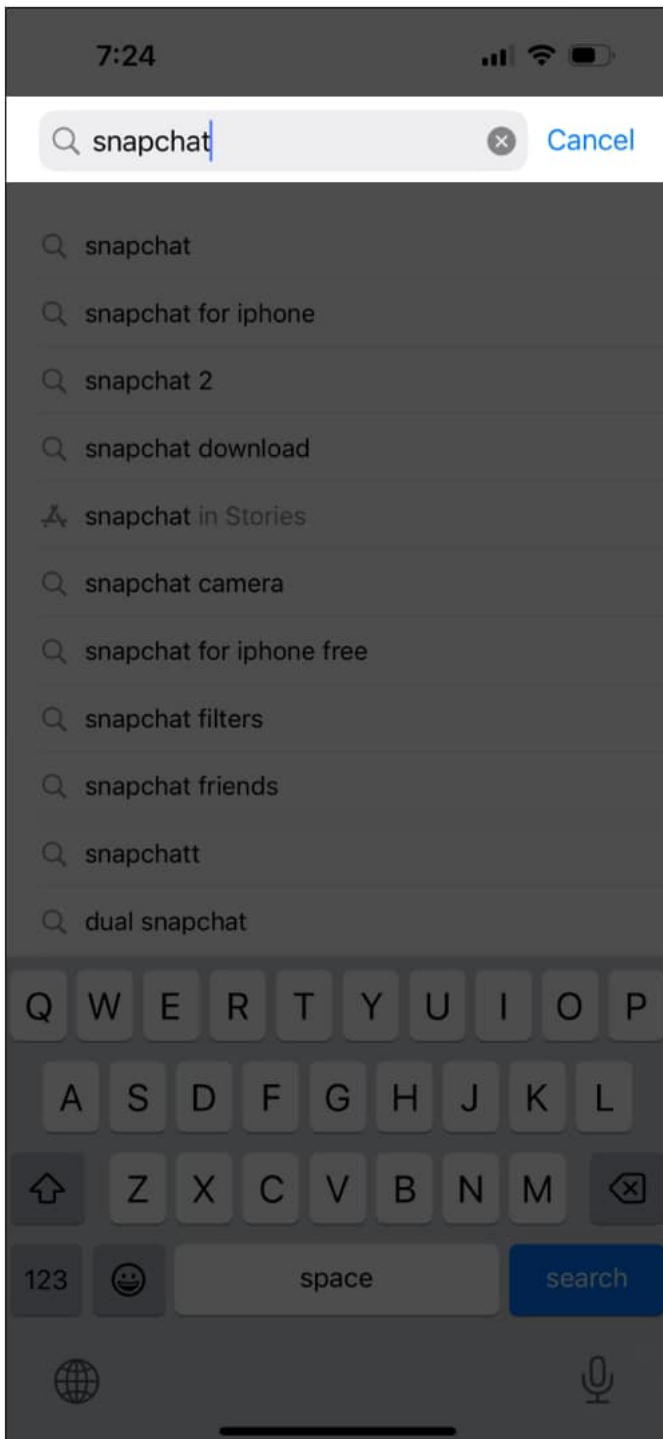 7:24
snapchat Cancel
snapchat
snapchat for iphone
snapchat 2
snapchat download
snapchat in Stories
snapchat camera
snapchat for iphone free
snapchat filters
snapchat friends
snapchatt
dual snapchat
Q W E R T Y U I O P
A S D F G H J K L
Z X C V B N M
123 space search